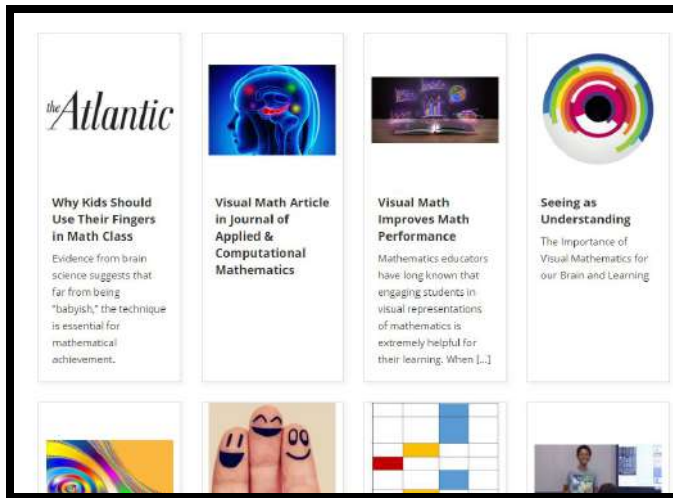 the Atlantic
Why Kids Should
Use Their Fingers
in Math Class
Evidence from brain
science suggests that
far from being
"babyish," the technique
is essential for
mathematical
achievement.
Visual Math Article
in Journal of
Applied &
Computational
Mathematics
Visual Math
Improves Math
Performance
Mathematics educators
have long known that
engaging students in
visual representations
of mathematics is
extremely helpful for
their learning. When [...]
Seeing as
Understanding
The Importance of
Visual Mathematics for
our Brain and Learning